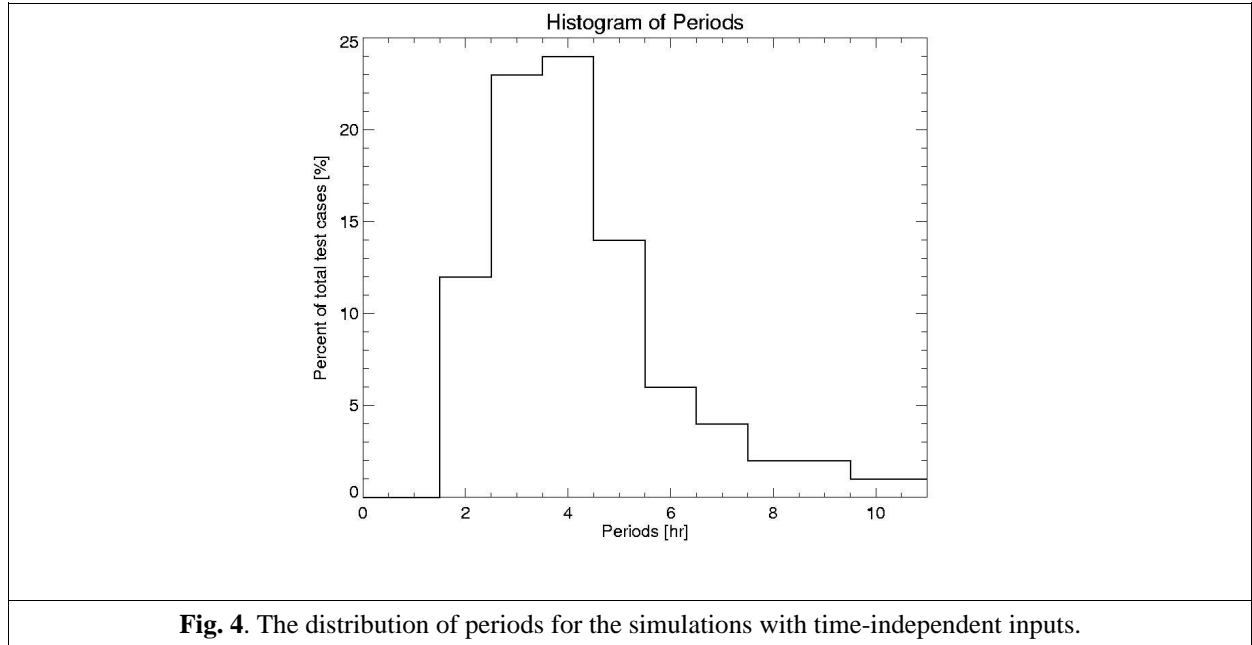 Histogram of Periods
25
20
15
10
5
0
Percent of total test cases [%]
0 2 4 6 8 10
Periods [hr]
Fig. 4. The distribution of periods for the simulations with time-independent inputs.